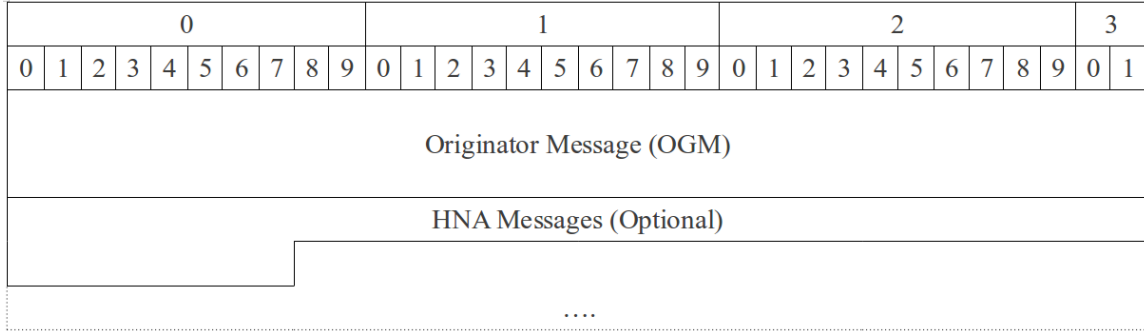 0 1 2 3
0 1 2 3 4 5 6 7 8 9 0 1 2 3 4 5 6 7 8 9 0 1 2 3 4 5 6 7 8 9 0 1
Originator Message (OGM)
HNA Messages (Optional)
....